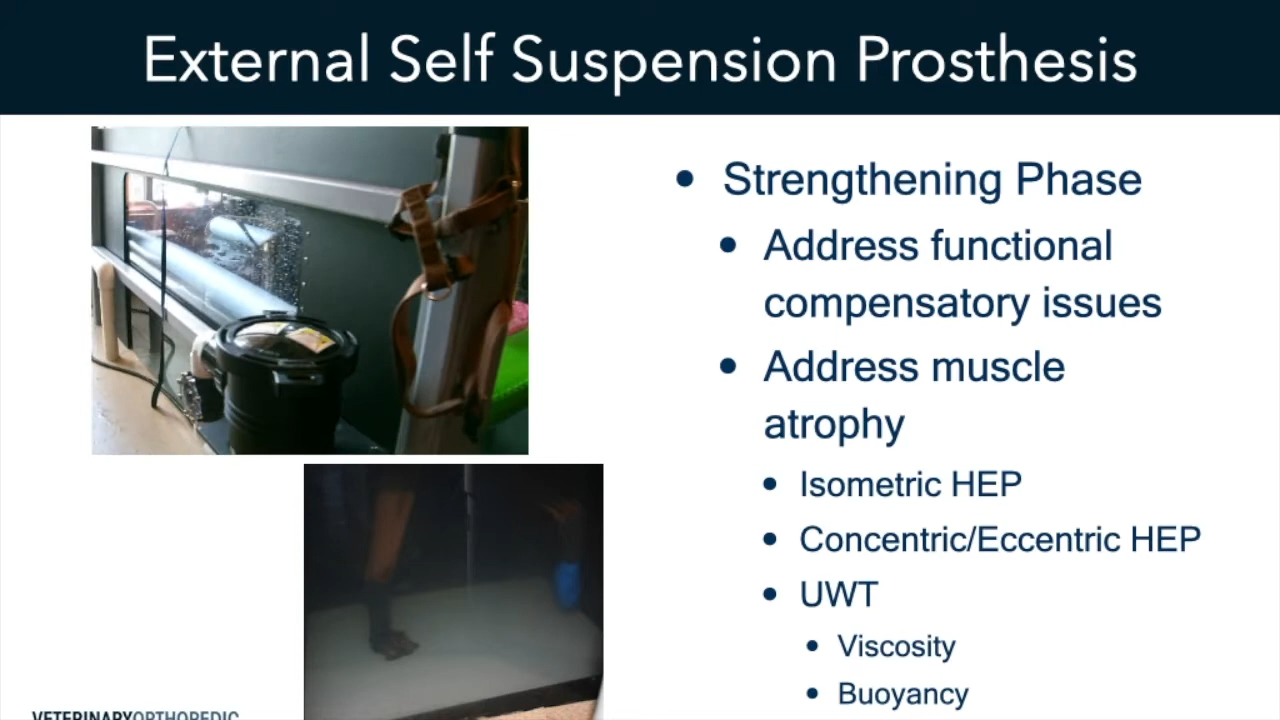 External Self Suspension Prosthesis
• Strengthening Phase
• Address functional
compensatory issues
• Address muscle
atrophy
• Isometric HEP
• Concentric/Eccentric HEP
• UWT
• Viscosity
• Buoyancy
VETERINARYORTHOPEDIC